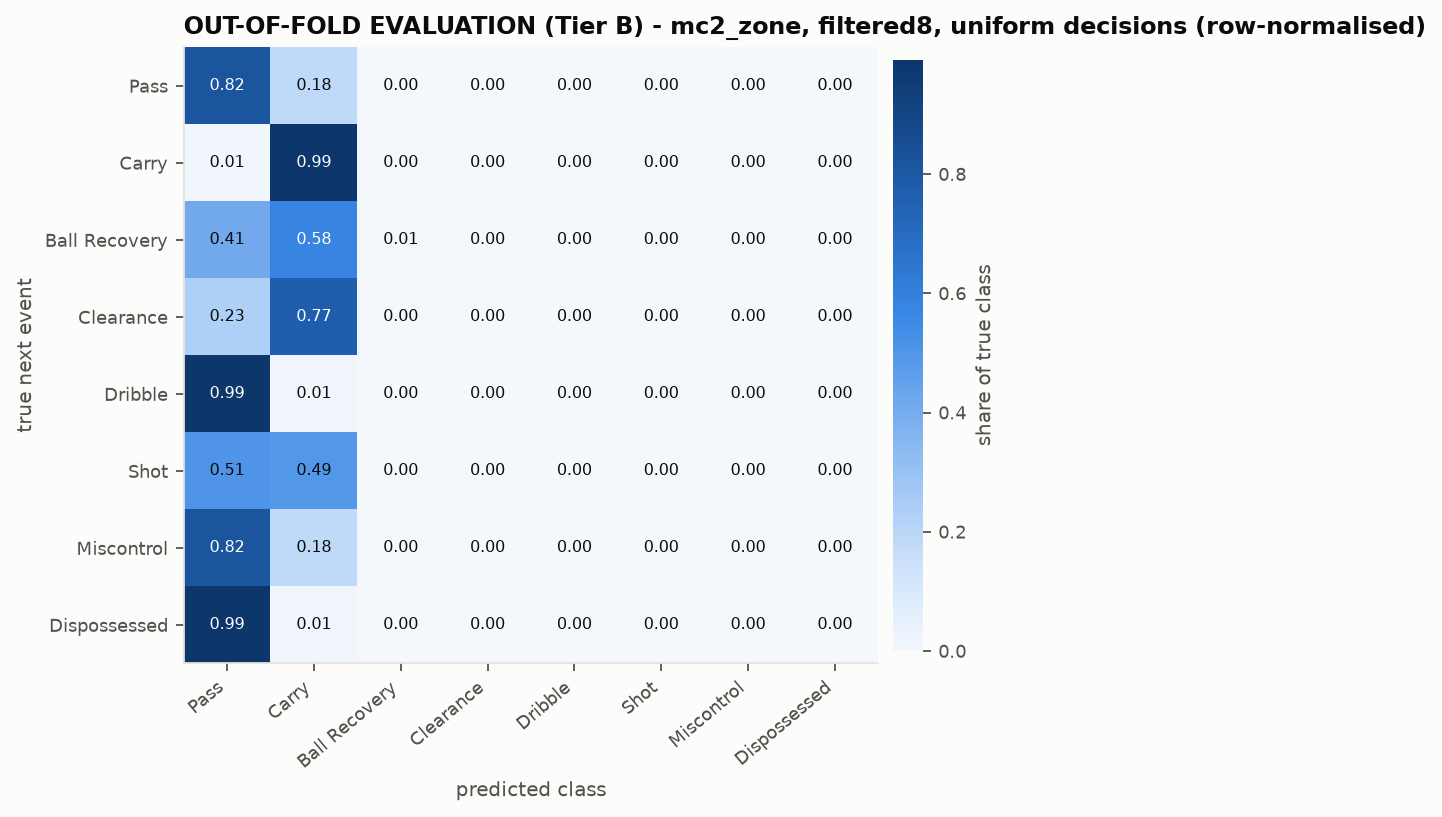 OUT-OF-FOLD EVALUATION (Tier B) - mc2_zone, filtered8, uniform decisions (row-normalised)
true next event
Pass 0.82 0.18 0.00 0.00 0.00 0.00 0.00 0.00
Carry 0.01 0.99 0.00 0.00 0.00 0.00 0.00 0.00
Ball Recovery 0.41 0.58 0.01 0.00 0.00 0.00 0.00 0.00
Clearance 0.23 0.77 0.00 0.00 0.00 0.00 0.00 0.00
Dribble 0.99 0.01 0.00 0.00 0.00 0.00 0.00 0.00
Shot 0.51 0.49 0.00 0.00 0.00 0.00 0.00 0.00
Miscontrol 0.82 0.18 0.00 0.00 0.00 0.00 0.00 0.00
Dispossessed 0.99 0.01 0.00 0.00 0.00 0.00 0.00 0.00
Pass
Carry
Ball Recovery
Clearance
Dribble
Shot
Miscontrol
Dispossessed
predicted class
0.8
0.6
0.4
0.2
0.0
share of true class